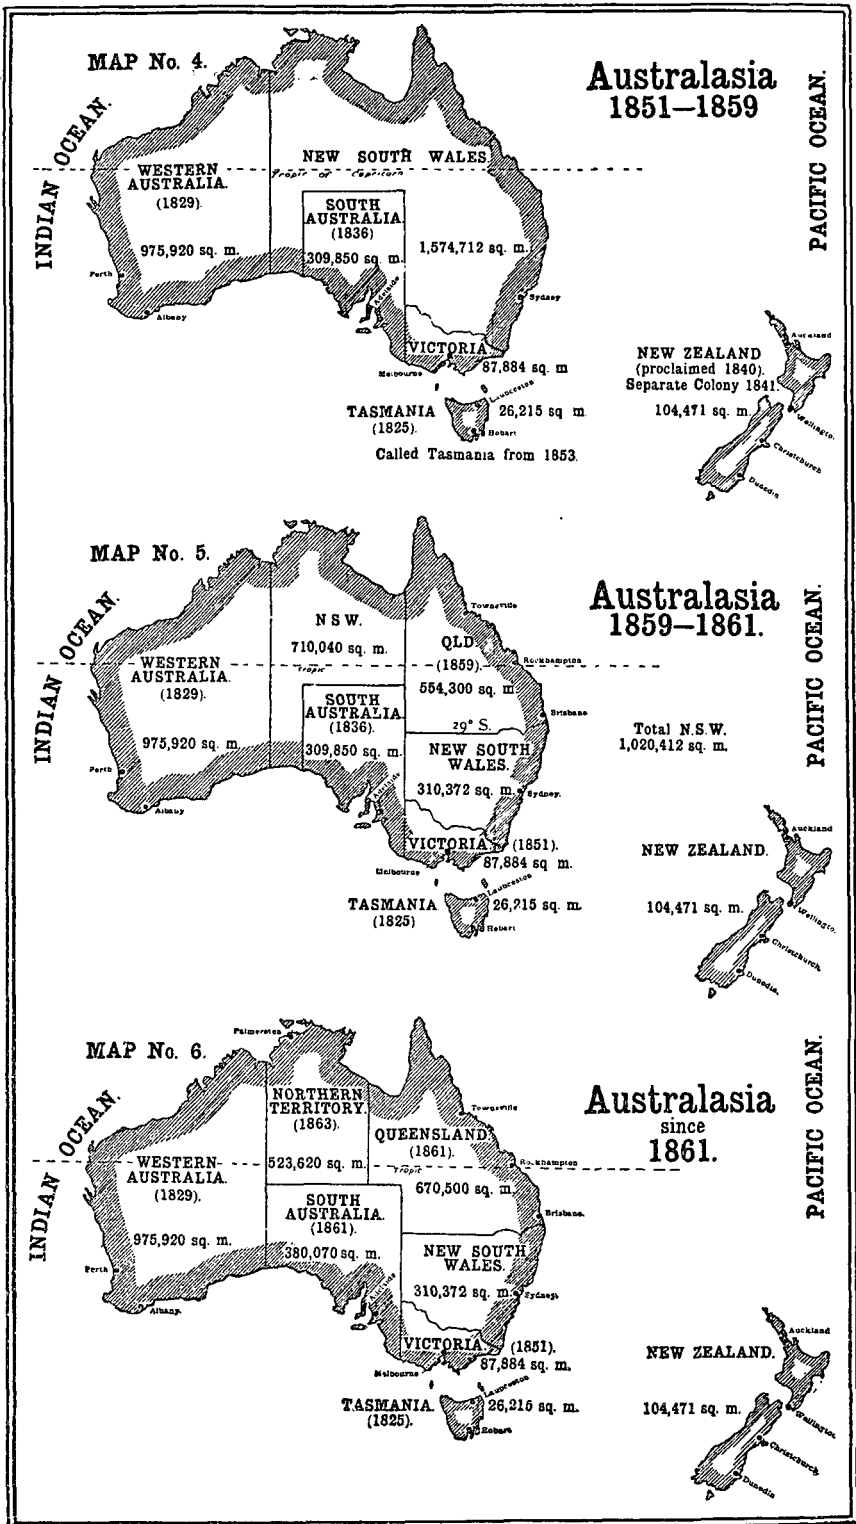 MAP No. 4.
Australasia
1851—1859
INDIAN OCEAN.
PACIFIC OCEAN.
WESTERN
AUSTRALIA.
(1829).
975,920 sq. m.
NEW SOUTH WALES.
Tropic of Capricorn
SOUTH
AUSTRALIA.
(1836)
309,850 sq. m.
1,574,712 sq. m.
Perth
Albany
Adelaide
Sydney
VICTORIA
87,884 sq. m
Melbourne
Launceston
TASMANIA
(1825).
26,215 sq m.
Hobart
Called Tasmania from 1853.
NEW ZEALAND
(proclaimed 1840).
Separate Colony 1841.
104,471 sq. m.
Auckland
Wellington.
Christchurch
Dunedin
MAP No. 5.
Australasia
1859—1861.
INDIAN OCEAN.
PACIFIC OCEAN.
WESTERN
AUSTRALIA.
(1829).
975,920 sq. m.
N S W.
710,040 sq. m.
Tropic
QLD.
(1859).
554,300 sq. m
29° S.
SOUTH
AUSTRALIA
(1836).
309,850 sq. m.
NEW SOUTH
WALES.
310,372 sq. m.
Townsville
Rockhampton
Brisbane
Sydney.
Perth
Albany
Adelaide
Total N.S.W.
1,020,412 sq. m.
VICTORIA.
(1851).
87,884 sq. m.
Melbourne
Launceston
TASMANIA
(1825)
26,215 sq. m.
Hobart
NEW ZEALAND.
104,471 sq. m.
Auckland
Wellington.
Christchurch.
Dunedin.
MAP No. 6.
Australasia
since
1861.
INDIAN OCEAN.
PACIFIC OCEAN.
Palmerston
NORTHERN
TERRITORY.
(1863).
523,620 sq. m.
QUEENSLAND.
(1861).
Tropic
670,500 sq. m.
WESTERN
AUSTRALIA.
(1829).
975,920 sq. m.
SOUTH
AUSTRALIA.
(1861).
380,070 sq. m.
NEW SOUTH
WALES.
310,372 sq. m.
Townsville
Rockhampton
Brisbane.
Sydney.
Perth
Albany.
Adelaide
VICTORIA.
(1851).
87,884 sq. m.
Melbourne
Launceston
TASMANIA.
(1825).
26,215 sq. m.
Hobart
NEW ZEALAND.
104,471 sq. m.
Auckland
Wellington.
Christchurch.
Dunedin